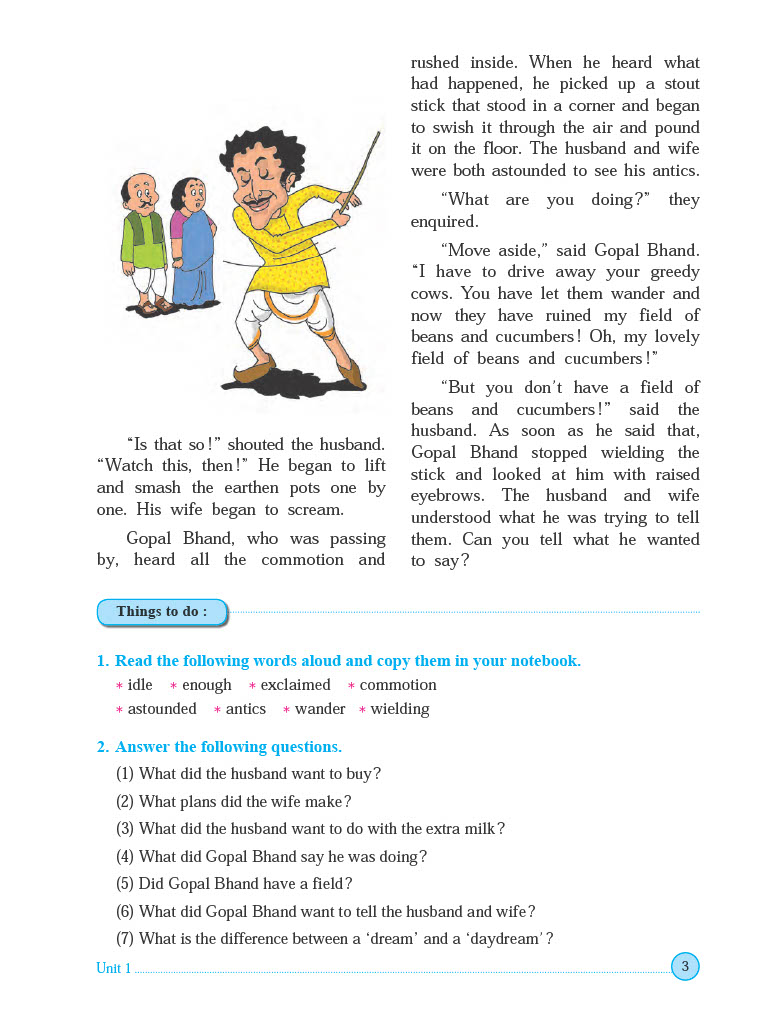 “Is that so!” shouted the husband.
“Watch this, then!” He began to lift
and smash the earthen pots one by
one. His wife began to scream.
Gopal Bhand, who was passing
by, heard all the commotion and
rushed inside. When he heard what
had happened, he picked up a stout
stick that stood in a corner and began
to swish it through the air and pound
it on the floor. The husband and wife
were both astounded to see his antics.
“What are you doing?” they
enquired.
“Move aside,” said Gopal Bhand.
“I have to drive away your greedy
cows. You have let them wander and
now they have ruined my field of
beans and cucumbers! Oh, my lovely
field of beans and cucumbers!”
“But you don’t have a field of
beans and cucumbers!” said the
husband. As soon as he said that,
Gopal Bhand stopped wielding the
stick and looked at him with raised
eyebrows. The husband and wife
understood what he was trying to tell
them. Can you tell what he wanted
to say?
Things to do :
1. Read the following words aloud and copy them in your notebook.
* idle * enough * exclaimed * commotion
* astounded * antics * wander * wielding
2. Answer the following questions.
(1) What did the husband want to buy?
(2) What plans did the wife make?
(3) What did the husband want to do with the extra milk?
(4) What did Gopal Bhand say he was doing?
(5) Did Gopal Bhand have a field?
(6) What did Gopal Bhand want to tell the husband and wife?
(7) What is the difference between a ‘dream’ and a ‘daydream’?
Unit 1
3